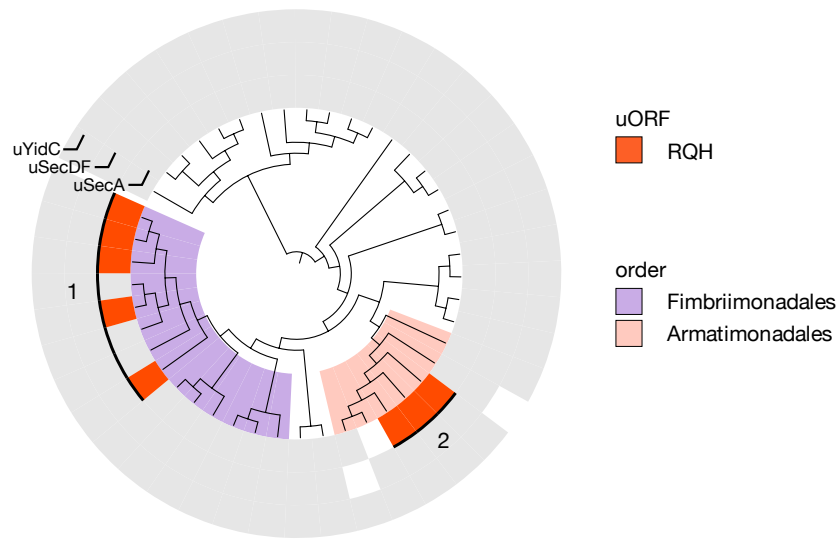 uYidC
uSecDF
uSecA
1
2
uORF
RQH
order
Fimbriimonadales
Armatimonadales